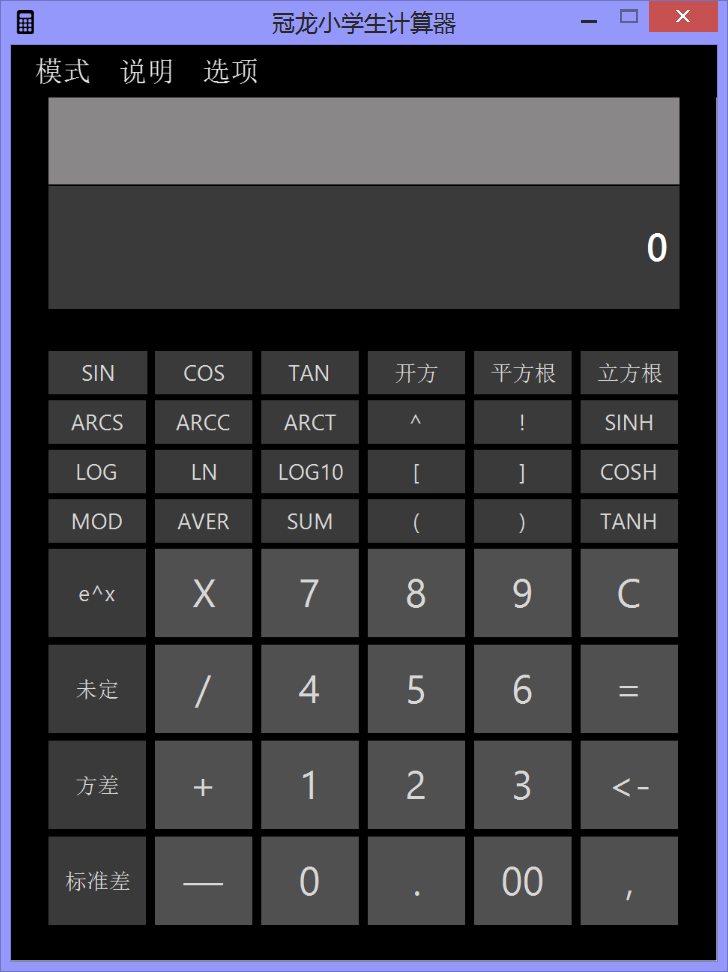 冠龙小学生计算器
模式 说明 选项
0
SIN COS TAN 开方 平方根 立方根
ARCS ARCC ARCT ^ ! SINH
LOG LN LOG10 [ ] COSH
MOD AVER SUM ( ) TANH
e^x X 7 8 9 C
未定 / 4 5 6 =
方差 + 1 2 3 <-
标准差 — 0 . 00 ,